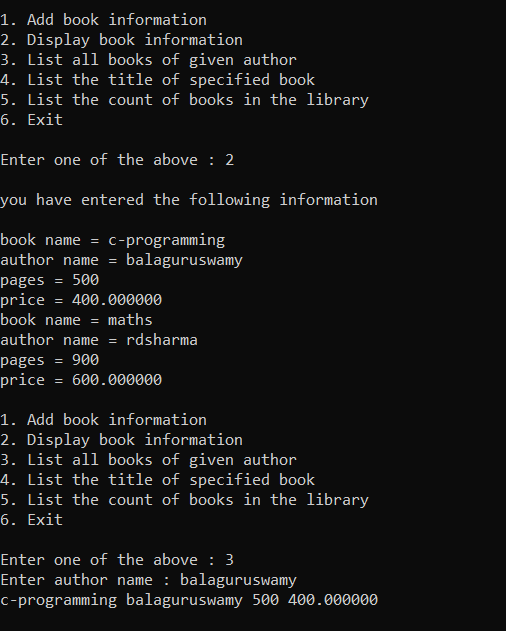 1. Add book information
2. Display book information
3. List all books of given author
4. List the title of specified book
5. List the count of books in the library
6. Exit
Enter one of the above : 2
you have entered the following information
book name = c-programming
author name = balaguruswamy
pages = 500
price = 400.000000
book name = maths
author name = rdsharma
pages = 900
price = 600.000000
1. Add book information
2. Display book information
3. List all books of given author
4. List the title of specified book
5. List the count of books in the library
6. Exit
Enter one of the above : 3
Enter author name : balaguruswamy
c-programming balaguruswamy 500 400.000000